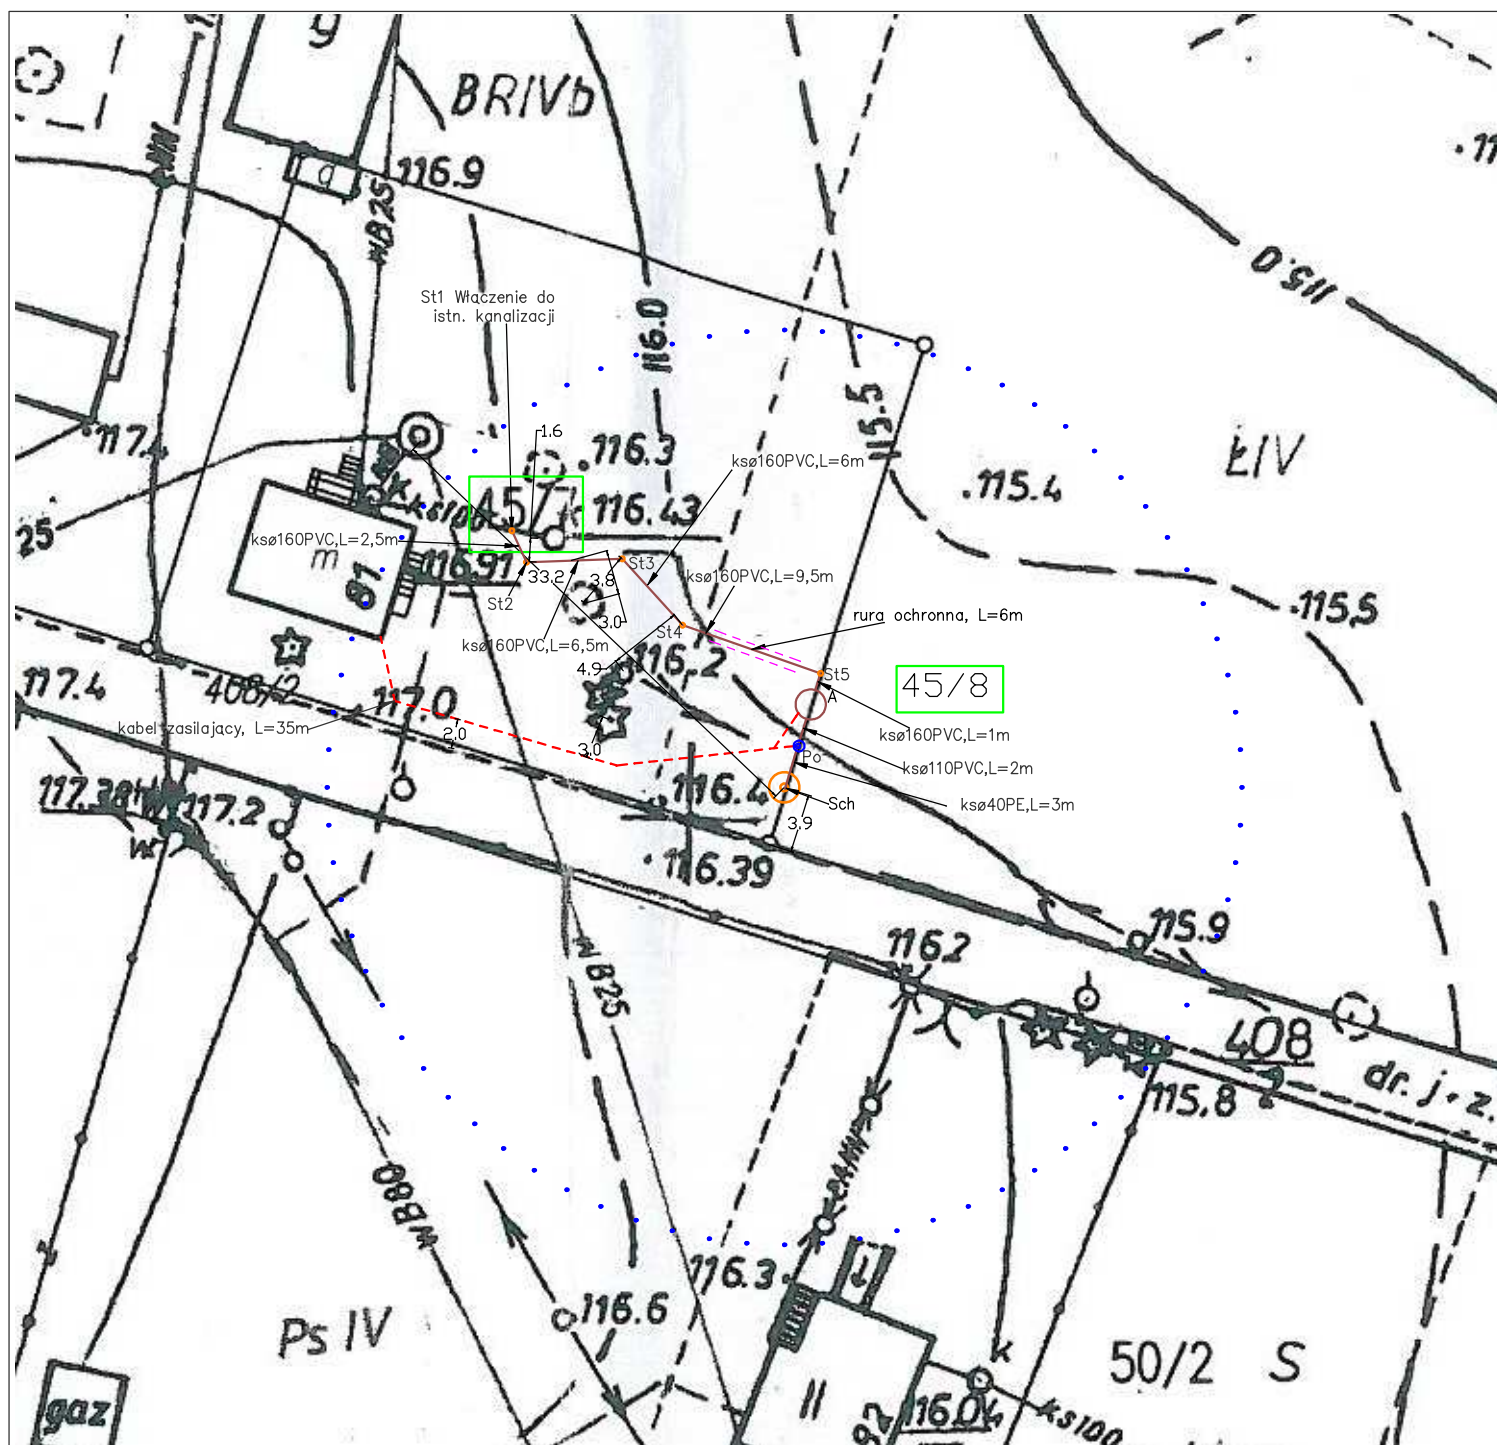 g
BRIVb
116.9
NN
WB25
St1 Włączenie do
istn. kanalizacji
116.0
115.0
115.5
117.4
1.6
116.3
ksø160PVC,L=6m
ŁIV
.115.4
45/7
116.43
ks100
25
ksø160PVC,L=2,5m
m
81
116.91
33.2
St3
3.8
ksø160PVC,L=9,5m
St2
3.0
St4
rura ochronna, L=6m
115,5
ksø160PVC,L=6,5m
4.9
116.2
St5
45/8
117.4
408/2
117.0
A
kabel zasilający, L=35m
2.0
3.0
ksø160PVC,L=1m
Po
ksø110PVC,L=2m
117.38
117.2
116.4
Sch
ksø40PE,L=3m
3.9
w
116.39
115.9
116.2
WB25
408
dr. j.z.
115.8
WB80
116.3
116.6
Ps IV
k
50/2 S
gaz
II
92
116.04
ks100